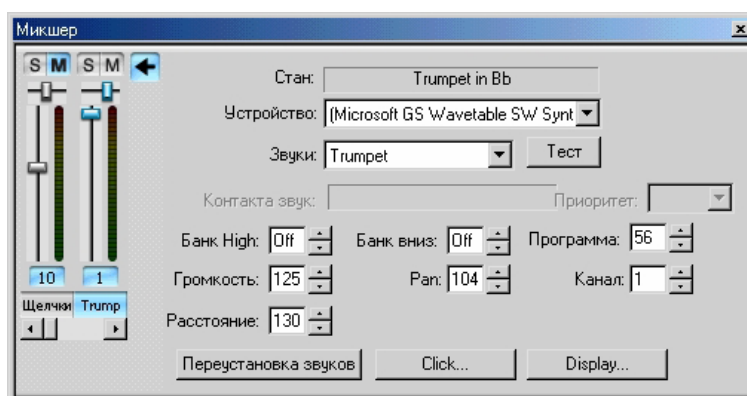 Микшер
S M S M
Стан: Trumpet in Bb
Устройство: (Microsoft GS Wavetable SW Synt
Звуки: Trumpet Тест
Контакта звук: Приоритет:
Банк High: Off Банк вниз: Off Программа: 56
10 1 Громкость: 125 Pan: 104 Канал: 1
Щелчки Trump
Расстояние: 130
Переустановка звуков Click... Display...